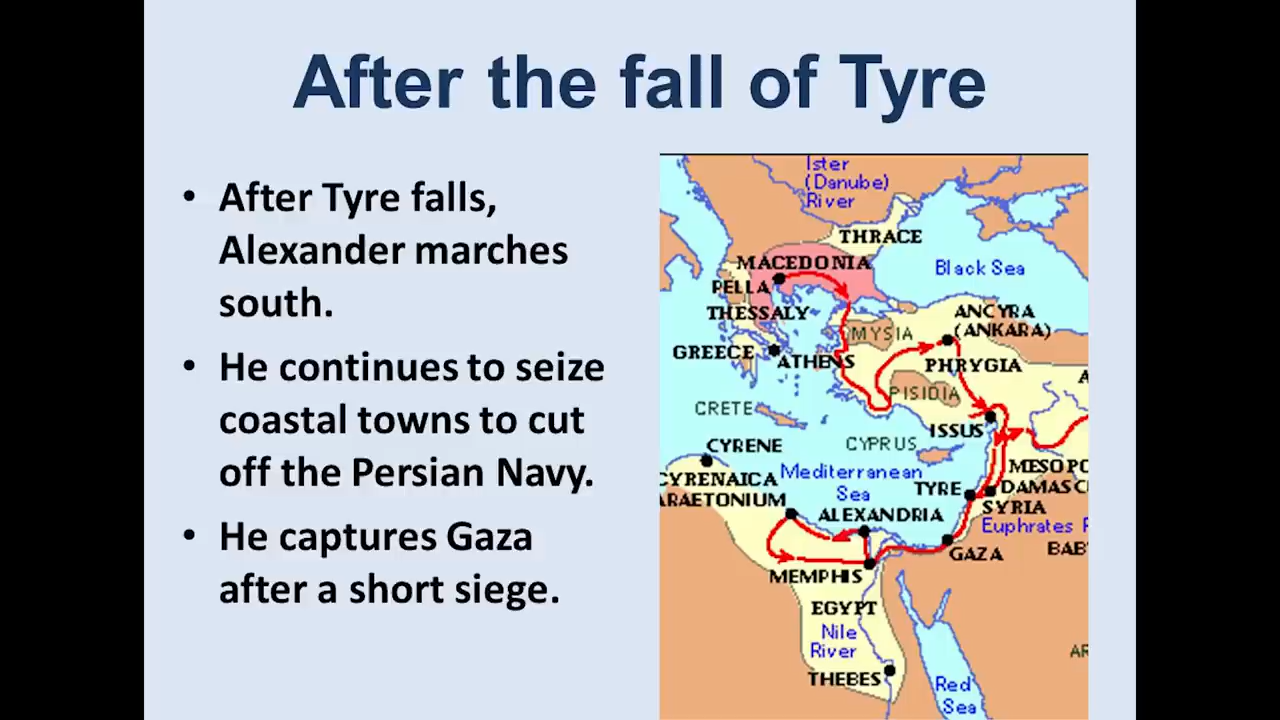 After the fall of Tyre
• After Tyre falls,
Alexander marches
south.
• He continues to seize
coastal towns to cut
off the Persian Navy.
• He captures Gaza
after a short siege.
Ister
(Danube)
River
THRACE
MACEDONIA
Black Sea
PELLA
THESSALY
ANCYRA
(ANKARA)
MYSIA
GREECE
ATHENS
PHRYGIA
PISIDIA
CRETE
ISSUS
CYPRUS
CYRENE
Mediterranean
Sea
MESOPO
CYRENAICA
TYRE
DAMASC
ARAETONIUM
ALEXANDRIA
SYRIA
Euphrates R
GAZA
BAB
MEMPHIS
EGYPT
Nile
River
AR
THEBES
Red
Sea